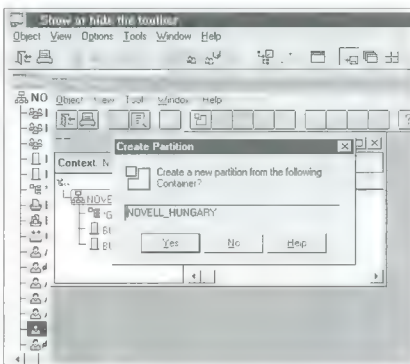 Show or hide the toolbar
Object View Options Tools Window Help
NO
Object Tool Window Help
Create Partition
Context N
Create a new partition from the following
Container?
NOVE
NOVELL_HUNGARY
Yes No Help